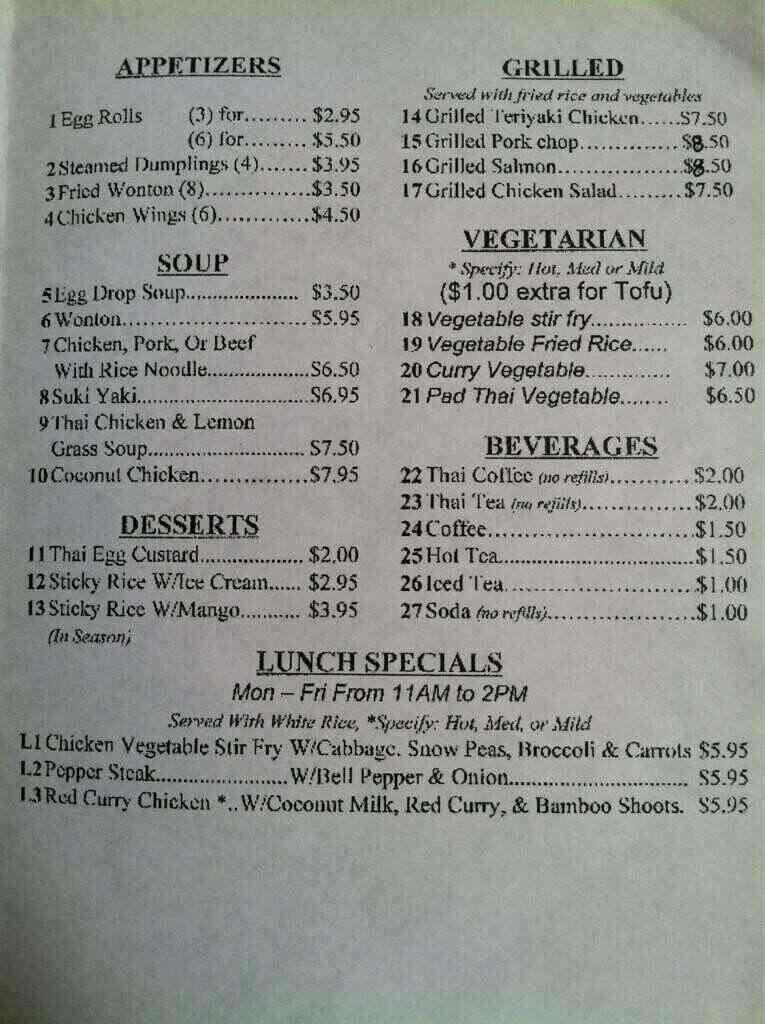 APPETIZERS
1 Egg Rolls (3) for......... $2.95
(6) for......... $5.50
2 Steamed Dumplings (4)...... $3.95
3 Fried Wonton (8)..............$3.50
4 Chicken Wings (6).............$4.50
SOUP
5 Egg Drop Soup..................... $3.50
6 Wonton............................$5.95
7 Chicken, Pork, Or Beef
With Rice Noodle...................$6.50
8 Suki Yaki..........................$6.95
9 Thai Chicken & Lemon
Grass Soup............................. $7.50
10 Coconut Chicken...............$7.95
DESSERTS
11 Thai Egg Custard................... $2.00
12 Sticky Rice W/Ice Cream...... $2.95
13 Sticky Rice W/Mango........... $3.95
(In Season)
GRILLED
Served with fried rice and vegetables
14 Grilled Teriyaki Chicken......$7.50
15 Grilled Pork chop.............. $8.50
16 Grilled Salmon..................$8.50
17 Grilled Chicken Salad.........$7.50
VEGETARIAN
* Specify: Hot, Med or Mild
($1.00 extra for Tofu)
18 Vegetable stir fry................ $6.00
19 Vegetable Fried Rice...... $6.00
20 Curry Vegetable.............. $7.00
21 Pad Thai Vegetable........ $6.50
BEVERAGES
22 Thai Coffee (no refills)...........$2.00
23 Thai Tea (no refills)...............$2.00
24 Coffee..............................$1.50
25 Hot Tea..................................$1.50
26 Iced Tea...........................$1.00
27 Soda (no refills).....................$1.00
LUNCH SPECIALS
Mon – Fri From 11AM to 2PM
Served With White Rice, *Specify: Hot, Med, or Mild
L1 Chicken Vegetable Stir Fry W/Cabbage. Snow Peas, Broccoli & Carrots $5.95
L2 Pepper Steak......................W/Bell Pepper & Onion............................. $5.95
L3 Red Curry Chicken *..W/Coconut Milk, Red Curry, & Bamboo Shoots. $5.95